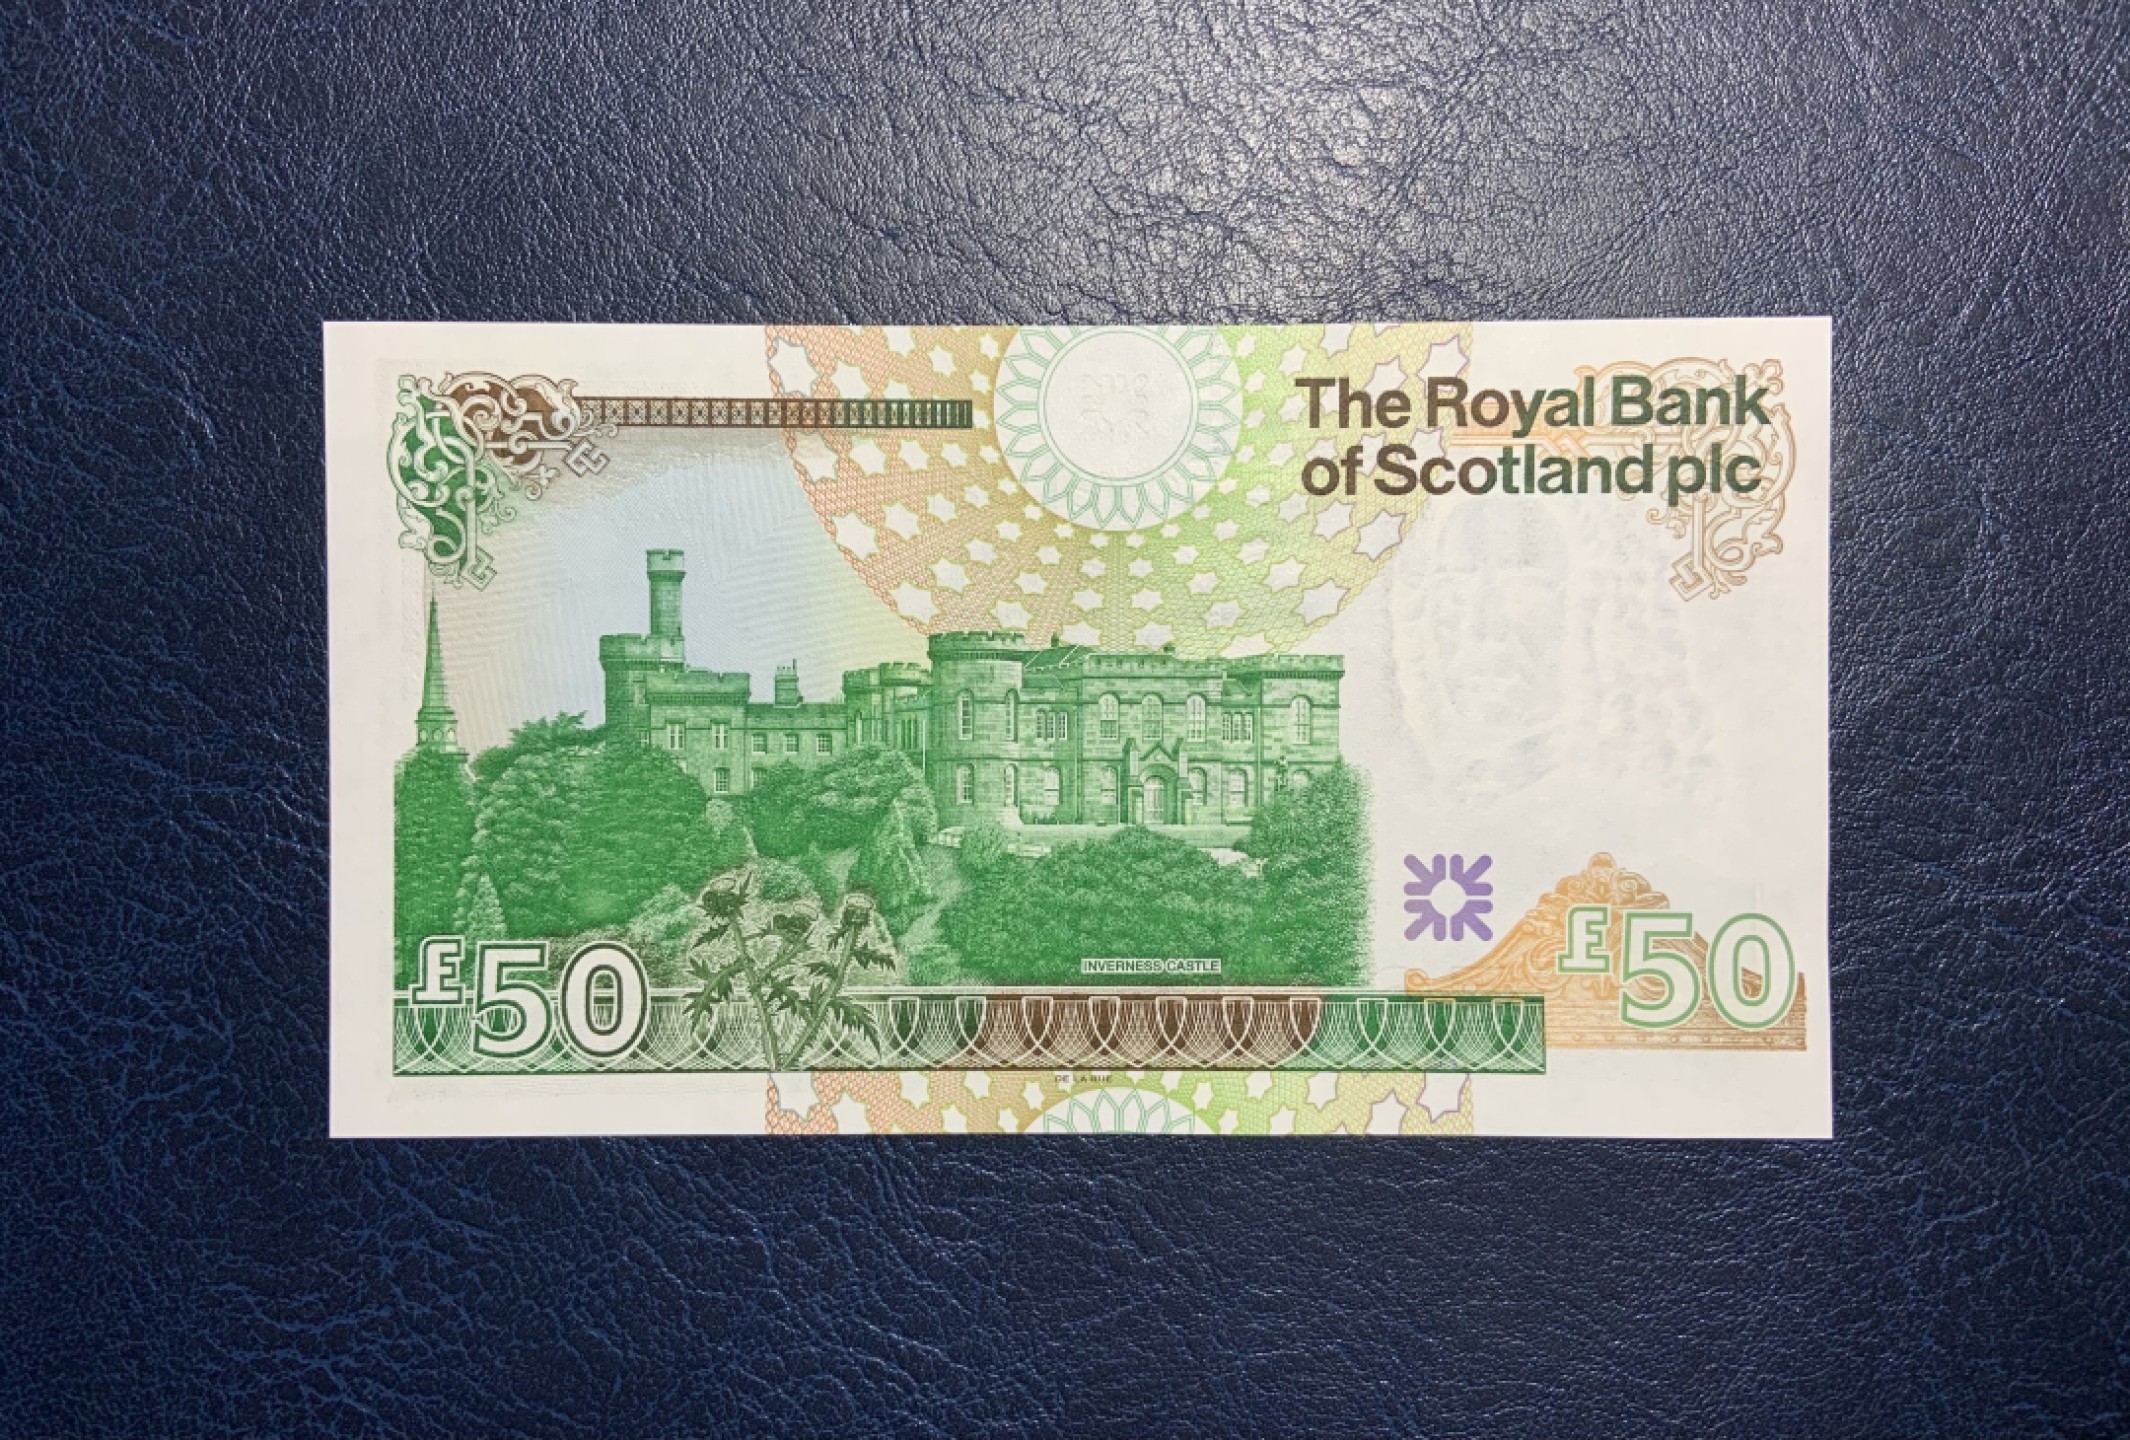 The Royal Bank
of Scotland plc
INVERNESS CASTLE
£50
£50
DE LA RUE